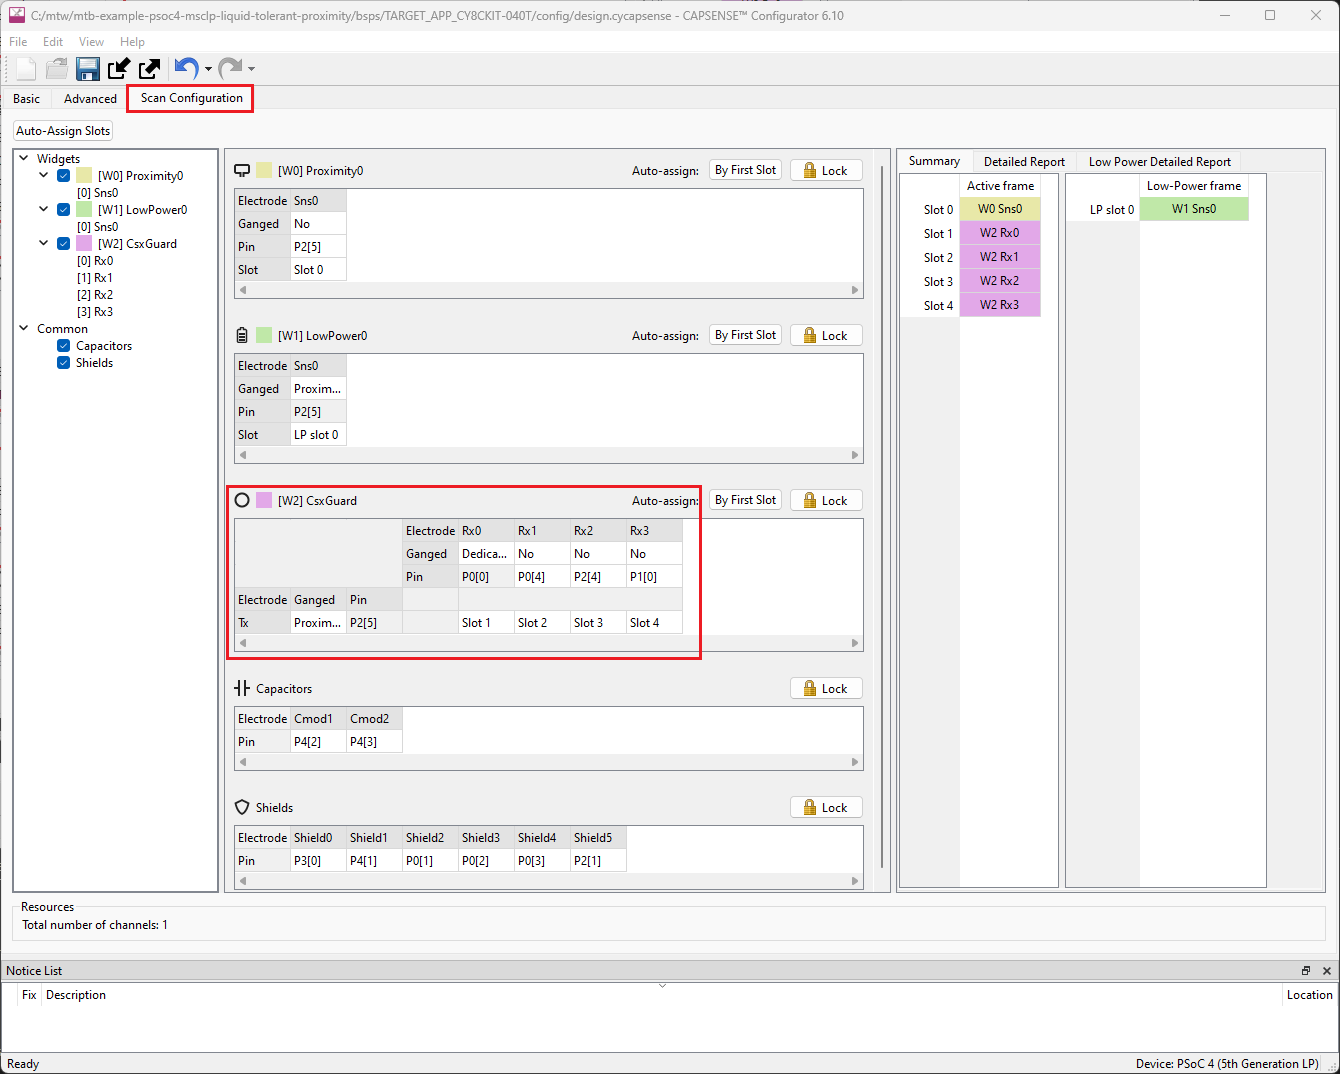 C:/mtw/mtb-example-psoc4-msclp-liquid-tolerant-proximity/bsps/TARGET_APP_CY8CKIT-040T/config/design.cycapsense - CAPSENSE™ Configurator 6.10
File Edit View Help
Basic Advanced Scan Configuration
Auto-Assign Slots
Widgets
[W0] Proximity0
[0] Sns0
[W1] LowPower0
[0] Sns0
[W2] CsxGuard
[0] Rx0
[1] Rx1
[2] Rx2
[3] Rx3
Common
Capacitors
Shields
[W0] Proximity0 Auto-assign: By First Slot Lock
Electrode Sns0
Ganged No
Pin P2[5]
Slot Slot 0
[W1] LowPower0 Auto-assign: By First Slot Lock
Electrode Sns0
Ganged Proxim...
Pin P2[5]
Slot LP slot 0
[W2] CsxGuard Auto-assign: By First Slot Lock
Electrode Rx0 Rx1 Rx2 Rx3
Ganged Dedica... No No No
Pin P0[0] P0[4] P2[4] P1[0]
Electrode Ganged Pin
Tx Proxim... P2[5] Slot 1 Slot 2 Slot 3 Slot 4
Capacitors Lock
Electrode Cmod1 Cmod2
Pin P4[2] P4[3]
Shields Lock
Electrode Shield0 Shield1 Shield2 Shield3 Shield4 Shield5
Pin P3[0] P4[1] P0[1] P0[2] P0[3] P2[1]
Summary Detailed Report Low Power Detailed Report
Active frame
Slot 0 W0 Sns0
Slot 1 W2 Rx0
Slot 2 W2 Rx1
Slot 3 W2 Rx2
Slot 4 W2 Rx3
Low-Power frame
LP slot 0 W1 Sns0
Resources
Total number of channels: 1
Notice List
Fix Description Location
Ready Device: PSoC 4 (5th Generation LP)